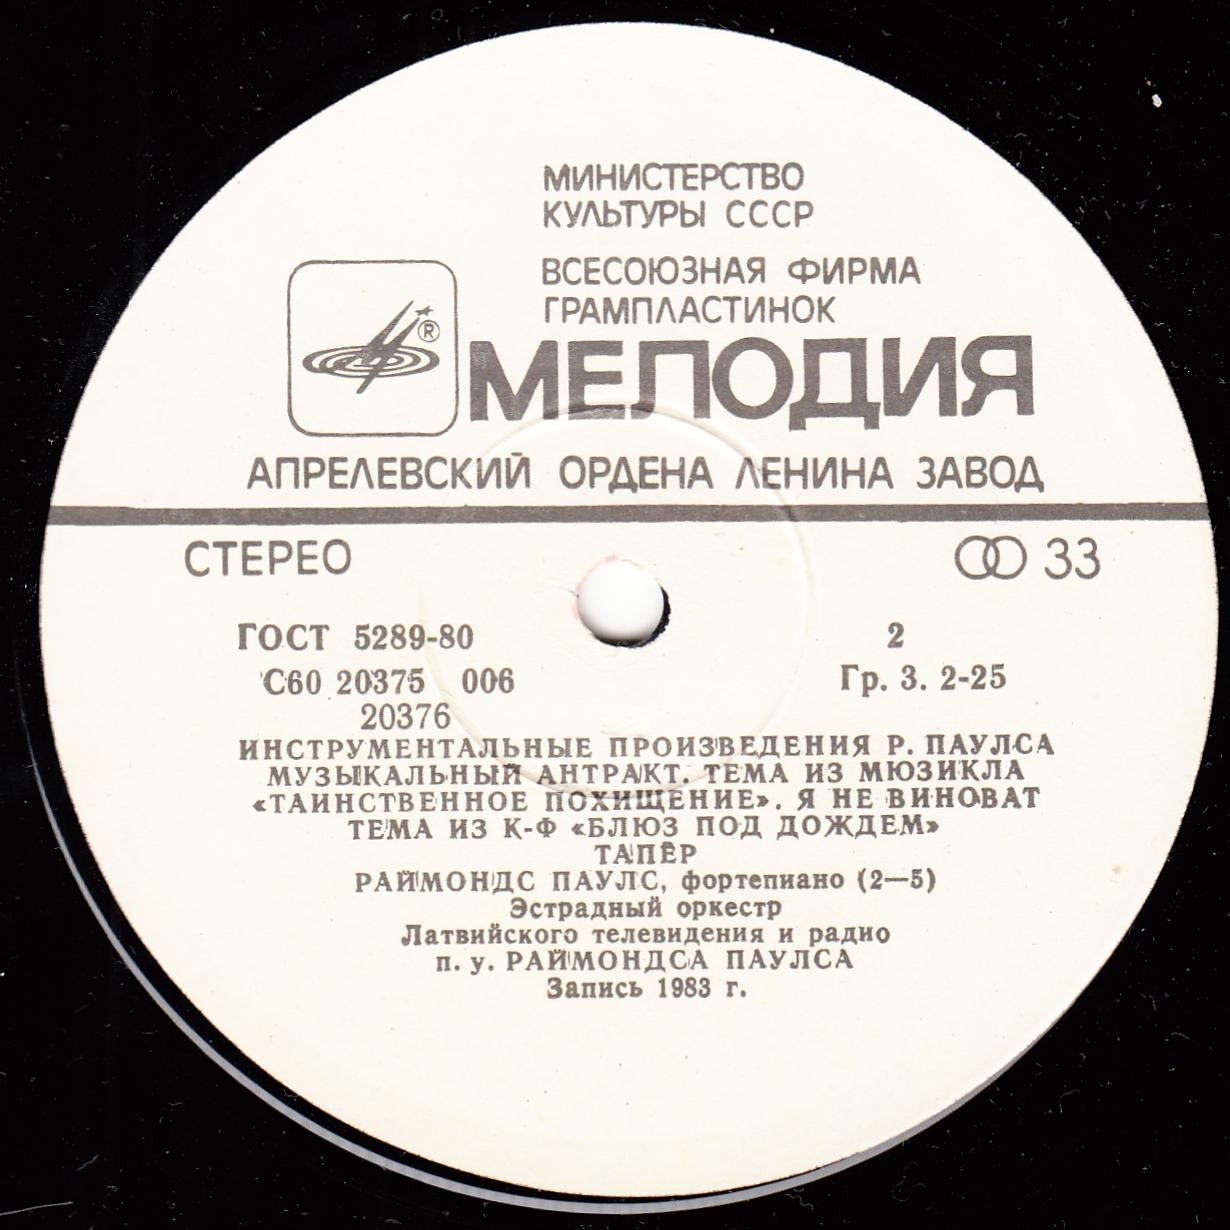 МИНИСТЕРСТВО
КУЛЬТУРЫ СССР
ВСЕСОЮЗНАЯ ФИРМА
ГРАМПЛАСТИНОК
®
МЕЛОДИЯ
АПРЕЛЕВСКИЙ ОРДЕНА ЛЕНИНА ЗАВОД
СТЕРЕО 33
ГОСТ 5289-80 2
С60 20375 006 Гр. 3. 2-25
20376
ИНСТРУМЕНТАЛЬНЫЕ ПРОИЗВЕДЕНИЯ Р. ПАУЛСА
МУЗЫКАЛЬНЫЙ АНТРАКТ. ТЕМА ИЗ МЮЗИКЛА
«ТАИНСТВЕННОЕ ПОХИЩЕНИЕ». Я НЕ ВИНОВАТ
ТЕМА ИЗ К-Ф «БЛЮЗ ПОД ДОЖДЕМ»
ТАПЁР
РАЙМОНДС ПАУЛС, фортепиано (2—5)
Эстрадный оркестр
Латвийского телевидения и радио
п. у. РАЙМОНДСА ПАУЛСА
Запись 1983 г.